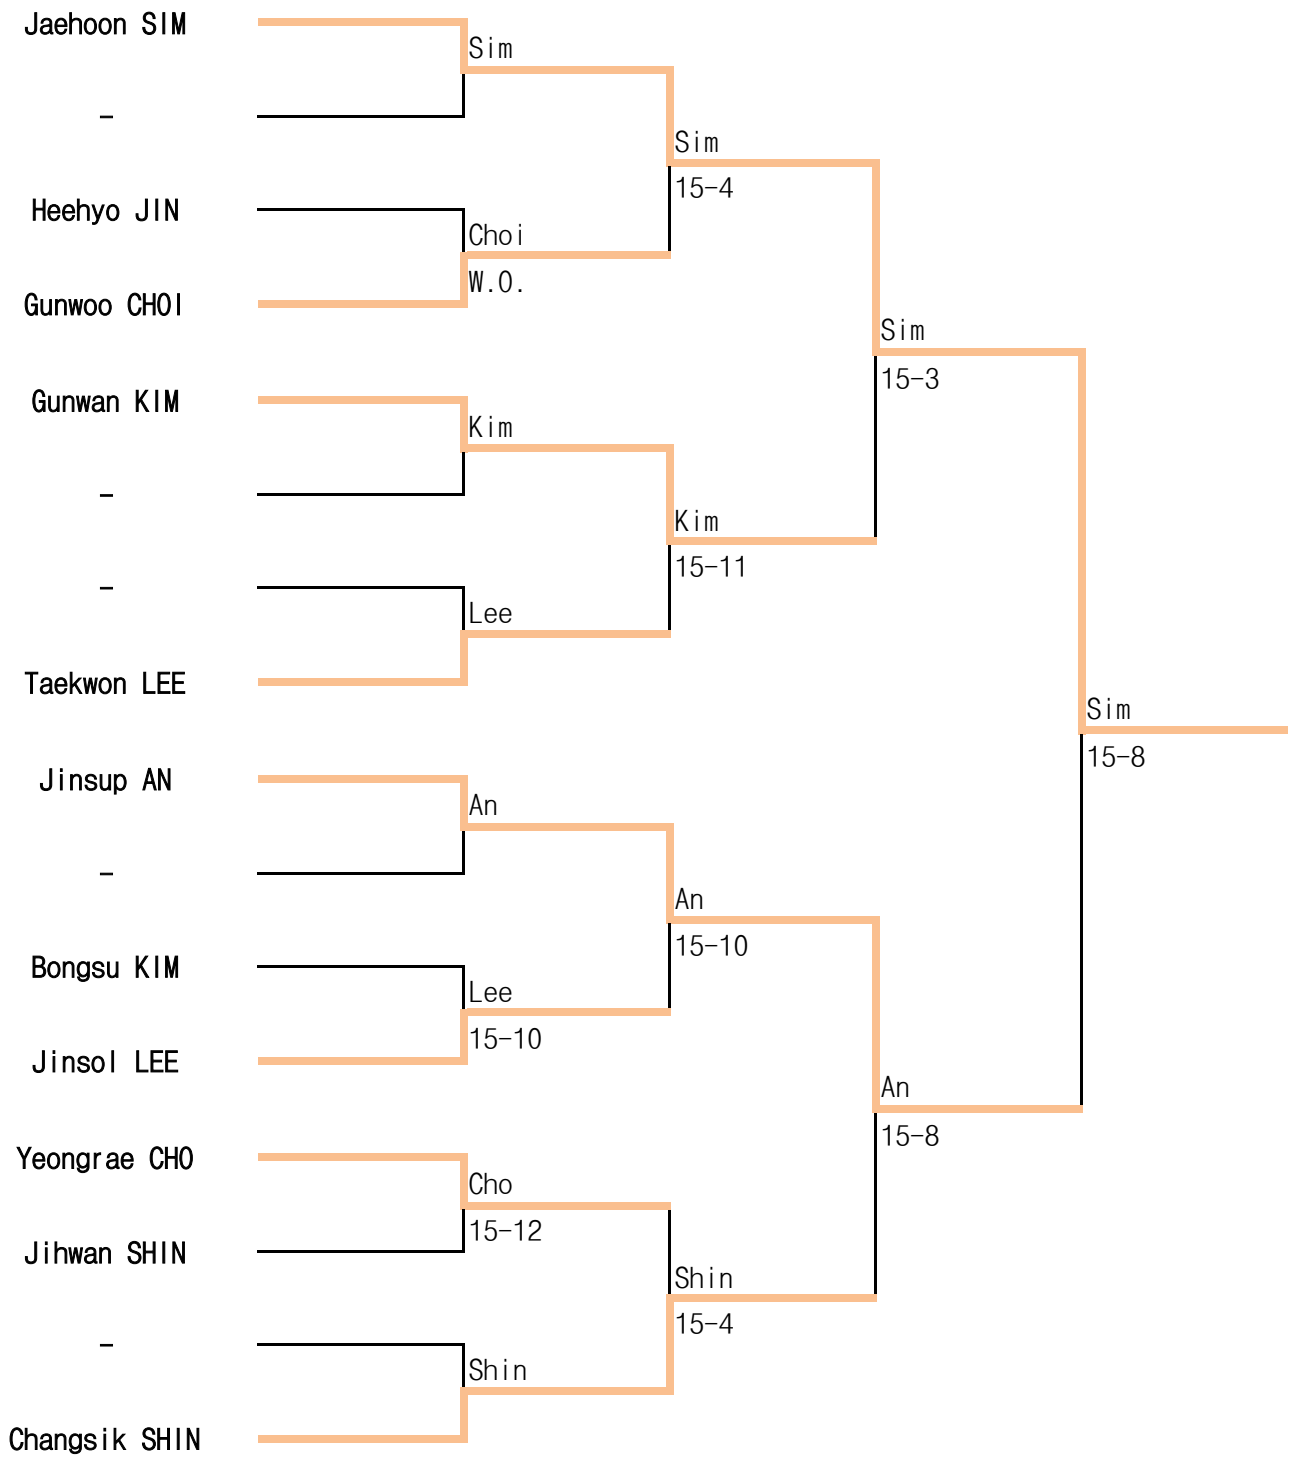 Jaehoon SIM
Sim
-
Sim
15-4
Heehyo JIN
Choi
W.O.
Gunwoo CHOI
Sim
15-3
Gunwan KIM
Kim
-
Kim
15-11
-
Lee
Taekwon LEE
Sim
15-8
Jinsup AN
An
-
An
15-10
Bongsu KIM
Lee
15-10
Jinsol LEE
An
15-8
Yeongrae CHO
Cho
15-12
Jihwan SHIN
Shin
15-4
-
Shin
Changsik SHIN